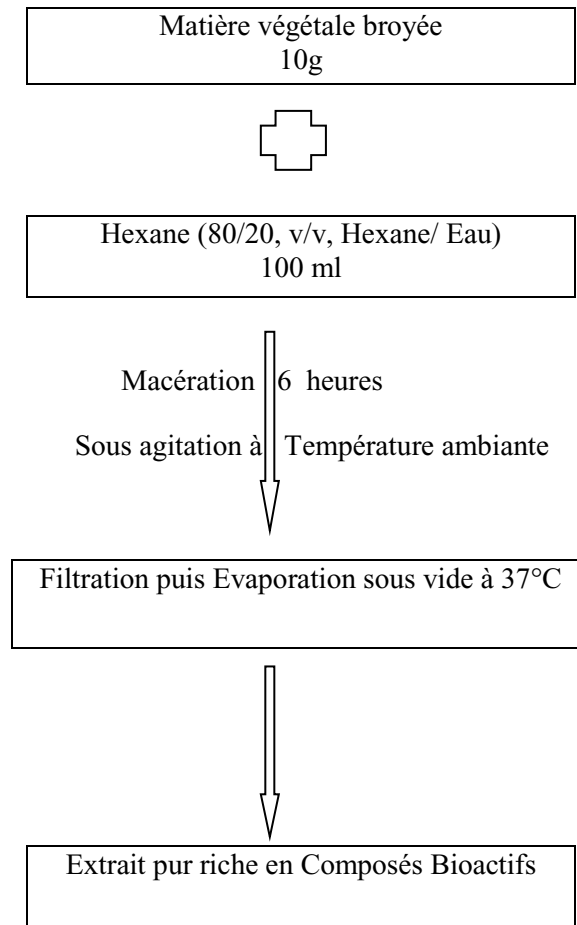 Matière végétale broyée
10g
Hexane (80/20, v/v, Hexane/ Eau)
100 ml
Macération 6 heures
Sous agitation à Température ambiante
Filtration puis Evaporation sous vide à 37°C
Extrait pur riche en Composés Bioactifs